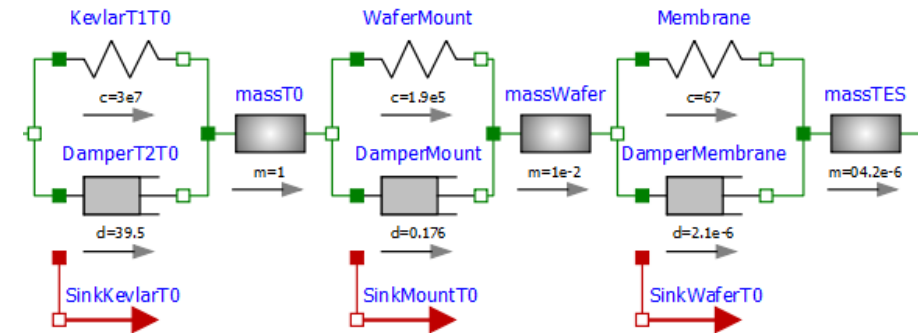 KevlarT1T0 WaferMount Membrane
c=3e7 massT0 c=1.9e5 massWafer c=67 massTES
DamperT2T0 DamperMount DamperMembrane
m=1 m=1e-2 m=04.2e-6
d=39.5 d=0.176 d=2.1e-6
SinkKevlarT0 SinkMountT0 SinkWaferT0